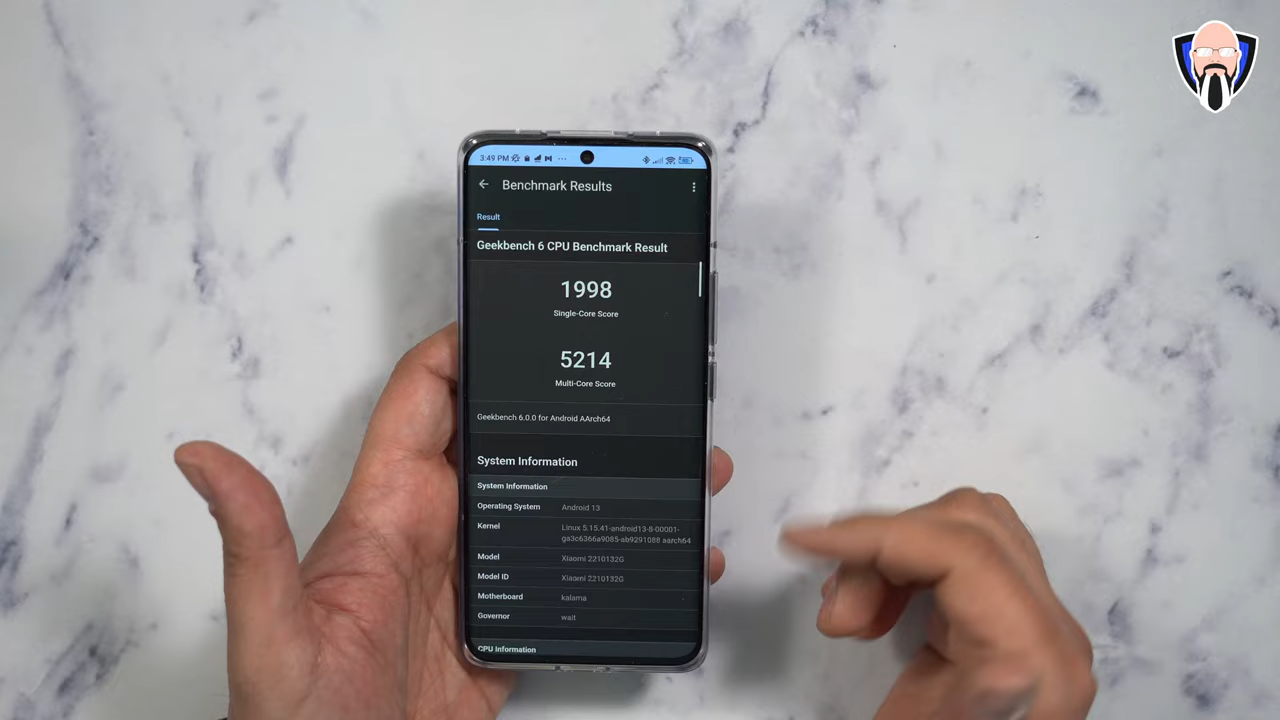 3:49 PM
Benchmark Results
Result
Geekbench 6 CPU Benchmark Result
1998
Single-Core Score
5214
Multi-Core Score
Geekbench 6.0.0 for Android AArch64
System Information
System Information
Operating System Android 13
Kernel Linux 5.15.41-android13-8-00001-
ga3c6366a9085-ab9291088 aarch64
Model Xiaomi 2210132G
Model ID Xiaomi 2210132G
Motherboard kalama
Governor walt
CPU Information